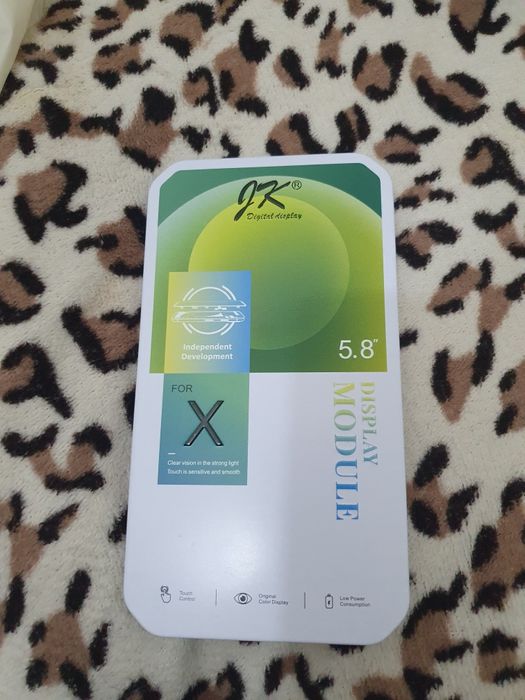 JK®
Digital display
Independent
Development
5.8"
FOR
X
Clear vision in the strong light
Touch is sensitive and smooth
DISPLAY
MODULE
Touch
Control
Original
Color Display
Low Power
Consumption